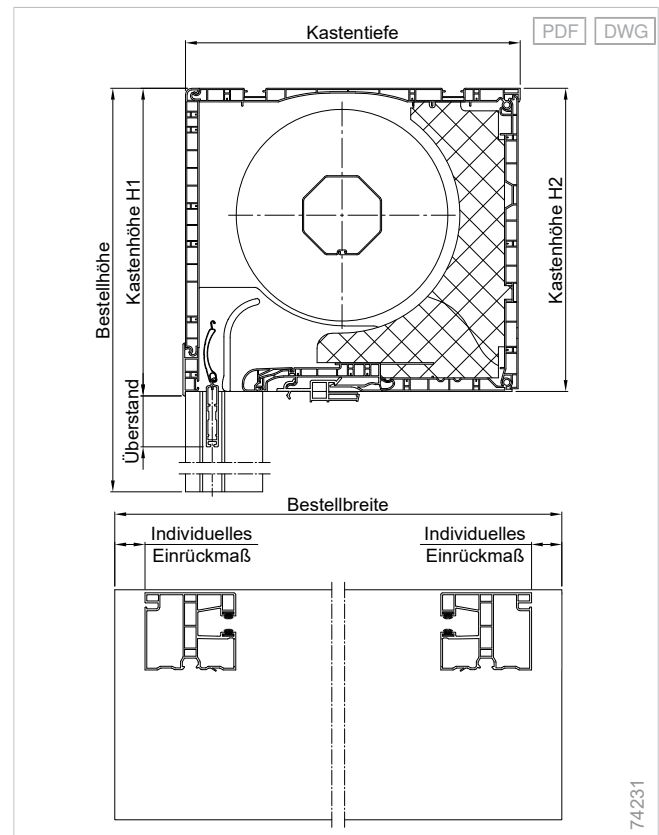 Kastentiefe
PDF
DWG
Bestellhöhe
Kastenhöhe H1
Kastenhöhe H2
Überstand
Bestellbreite
Individuelles
Einrückmaß
Individuelles
Einrückmaß
74231